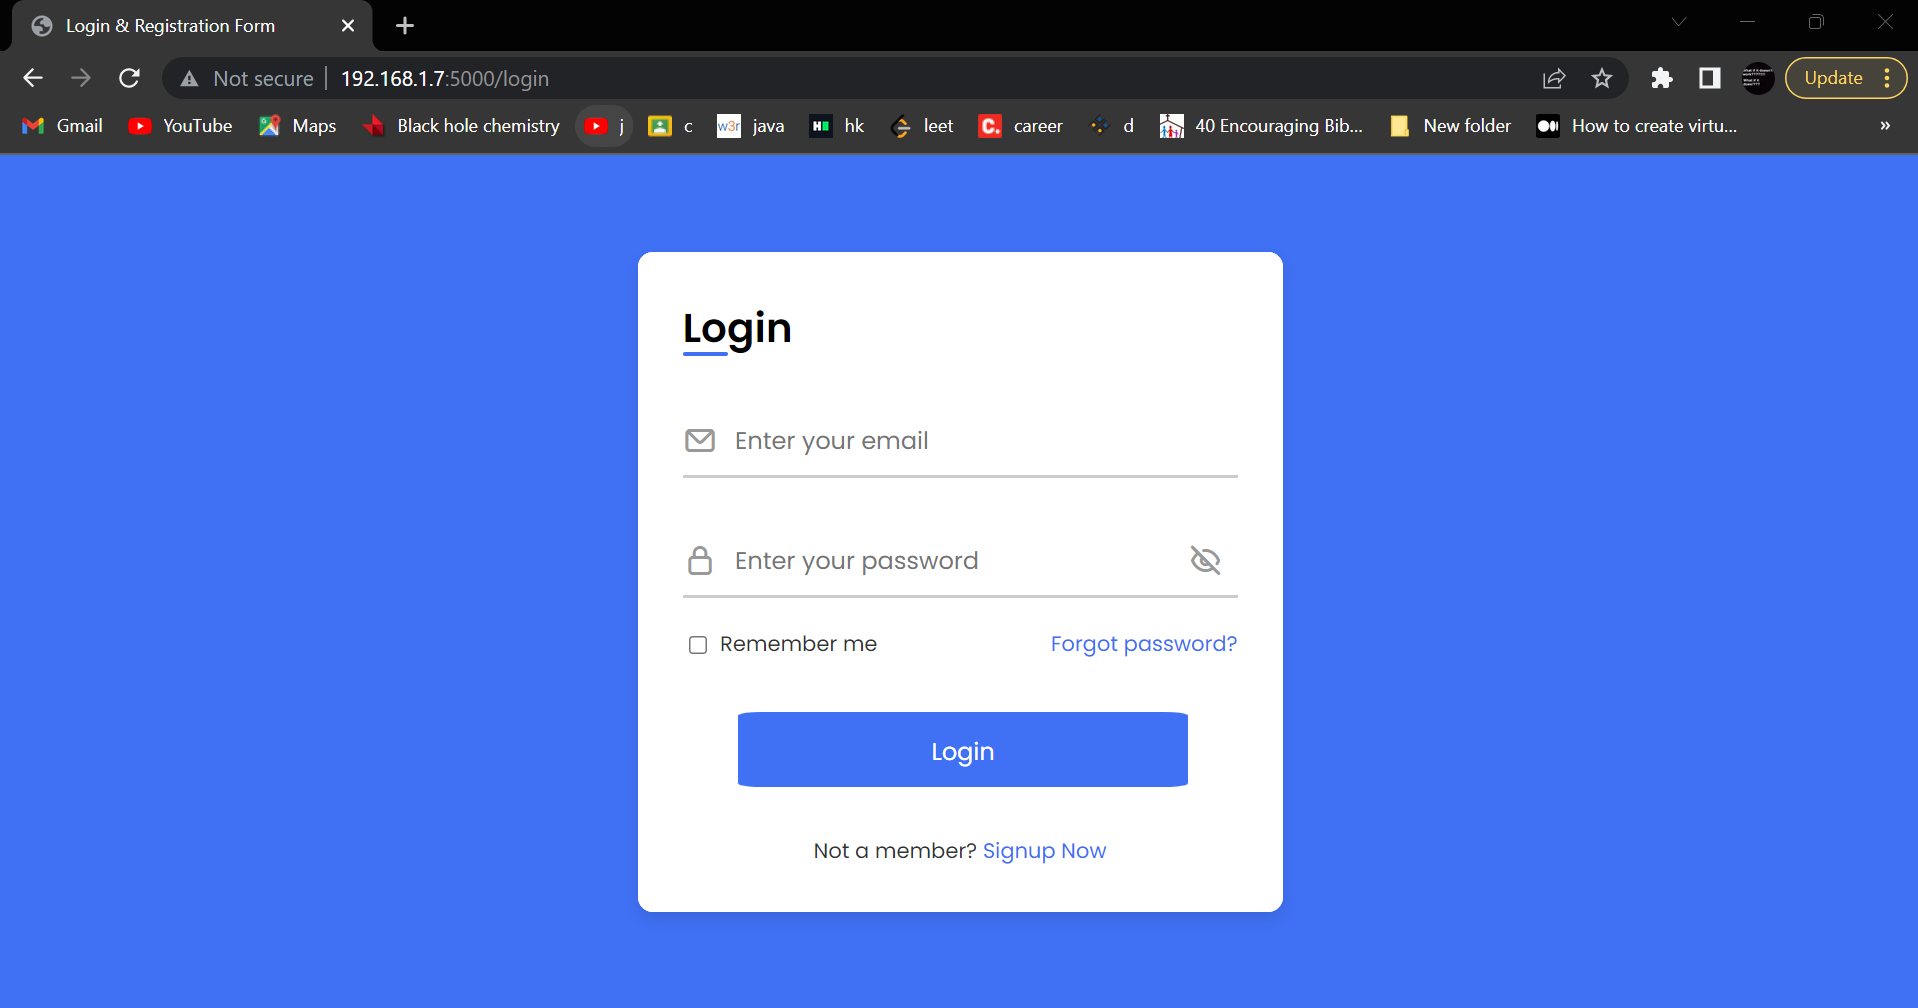 Login & Registration Form
Not secure 192.168.1.7:5000/login
Update
Gmail YouTube Maps Black hole chemistry j c w3r java hk leet C. career d 40 Encouraging Bib... New folder How to create virtu... »
Login
Enter your email
Enter your password
Remember me Forgot password?
Login
Not a member? Signup Now